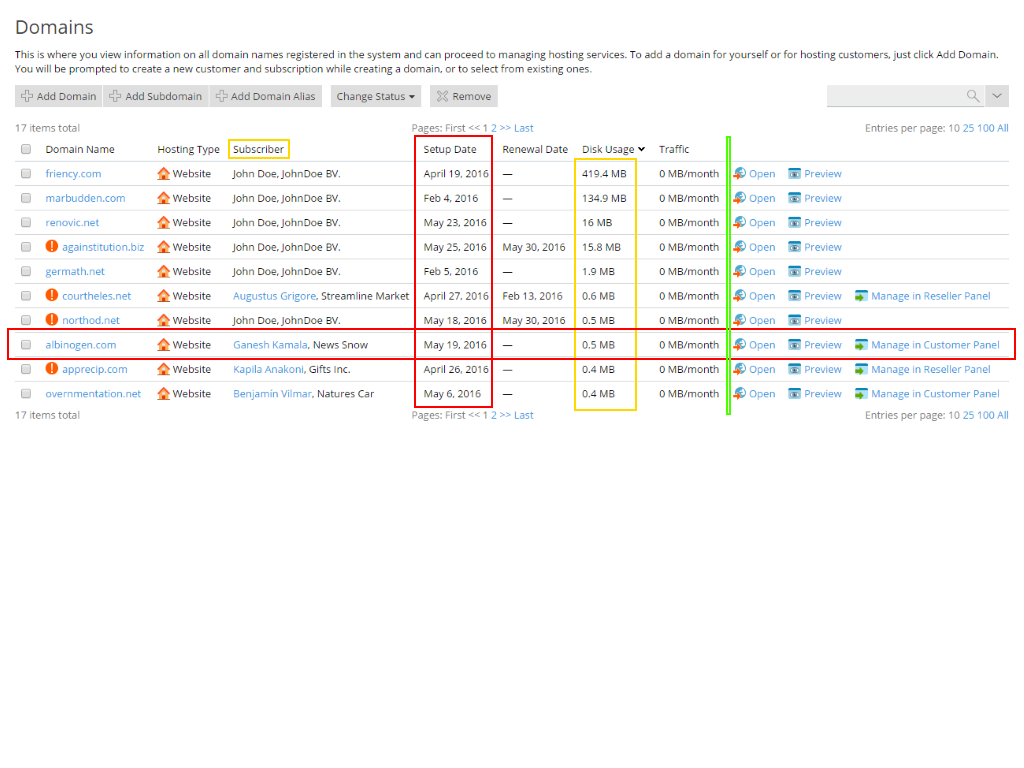 Domains
This is where you view information on all domain names registered in the system and can proceed to managing hosting services. To add a domain for yourself or for hosting customers, just click Add Domain.
You will be prompted to create a new customer and subscription while creating a domain, or to select from existing ones.
Add Domain Add Subdomain Add Domain Alias Change Status Remove
17 items total Pages: First << 1 2 >> Last Entries per page: 10 25 100 All
Domain Name Hosting Type Subscriber Setup Date Renewal Date Disk Usage Traffic
friency.com Website John Doe, JohnDoe BV. April 19, 2016 — 419.4 MB 0 MB/month Open Preview
marbudden.com Website John Doe, JohnDoe BV. Feb 4, 2016 — 134.9 MB 0 MB/month Open Preview
renovic.net Website John Doe, JohnDoe BV. May 23, 2016 — 16 MB 0 MB/month Open Preview
againstitution.biz Website John Doe, JohnDoe BV. May 25, 2016 May 30, 2016 15.8 MB 0 MB/month Open Preview
germath.net Website John Doe, JohnDoe BV. Feb 5, 2016 — 1.9 MB 0 MB/month Open Preview
courtheles.net Website Augustus Grigore, Streamline Market April 27, 2016 Feb 13, 2016 0.6 MB 0 MB/month Open Preview Manage in Reseller Panel
northod.net Website John Doe, JohnDoe BV. May 18, 2016 May 30, 2016 0.5 MB 0 MB/month Open Preview
albinogen.com Website Ganesh Kamala, News Snow May 19, 2016 — 0.5 MB 0 MB/month Open Preview Manage in Customer Panel
apprecip.com Website Kapila Anakoni, Gifts Inc. April 26, 2016 — 0.4 MB 0 MB/month Open Preview Manage in Reseller Panel
overnmentation.net Website Benjamin Vilmar, Natures Car May 6, 2016 — 0.4 MB 0 MB/month Open Preview Manage in Customer Panel
17 items total Pages: First << 1 2 >> Last Entries per page: 10 25 100 All